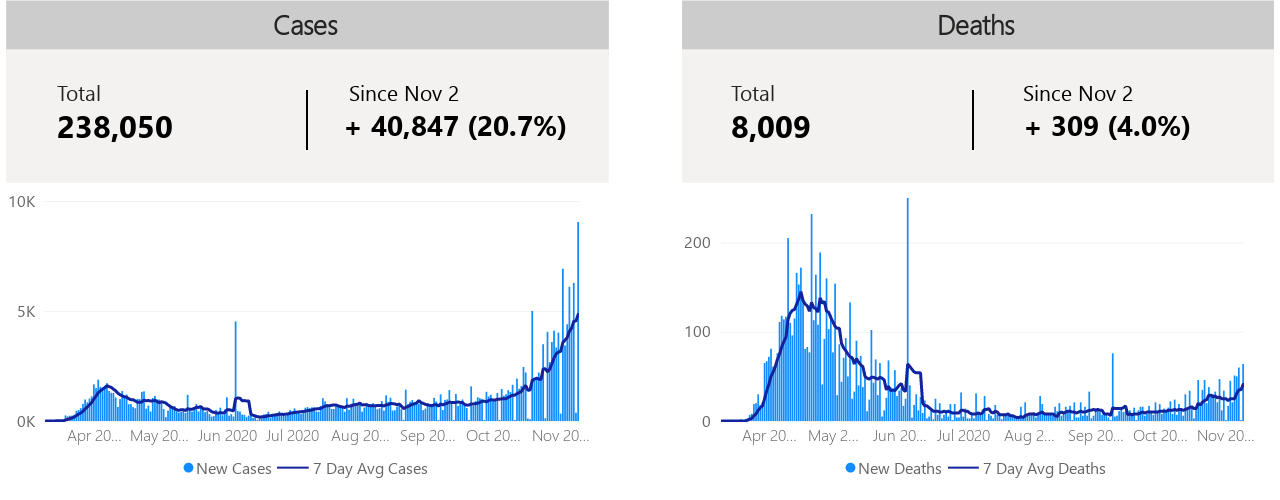 Cases
Total
238,050
Since Nov 2
+ 40,847 (20.7%)
10K
5K
0K
Apr 20... May 20... Jun 2020 Jul 2020 Aug 20... Sep 20... Oct 20... Nov 20...
New Cases 7 Day Avg Cases
Deaths
Total
8,009
Since Nov 2
+ 309 (4.0%)
200
100
0
Apr 20... May 20... Jun 20... Jul 2020 Aug 2... Sep 20... Oct 20... Nov 20...
New Deaths 7 Day Avg Deaths